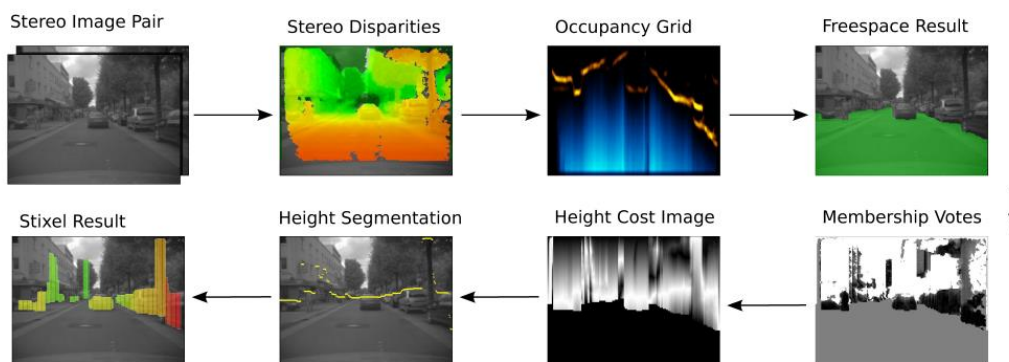 Stereo Image Pair
Stereo Disparities
Occupancy Grid
Freespace Result
Stixel Result
Height Segmentation
Height Cost Image
Membership Votes